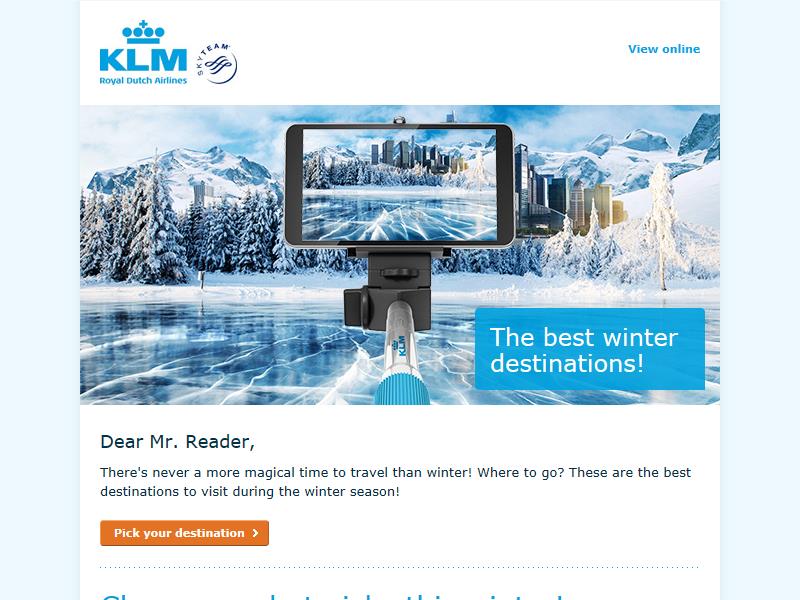 KLM
Royal Dutch Airlines
SKYTEAM
View online
KLM
The best winter
destinations!
Dear Mr. Reader,
There's never a more magical time to travel than winter! Where to go? These are the best
destinations to visit during the winter season!
Pick your destination